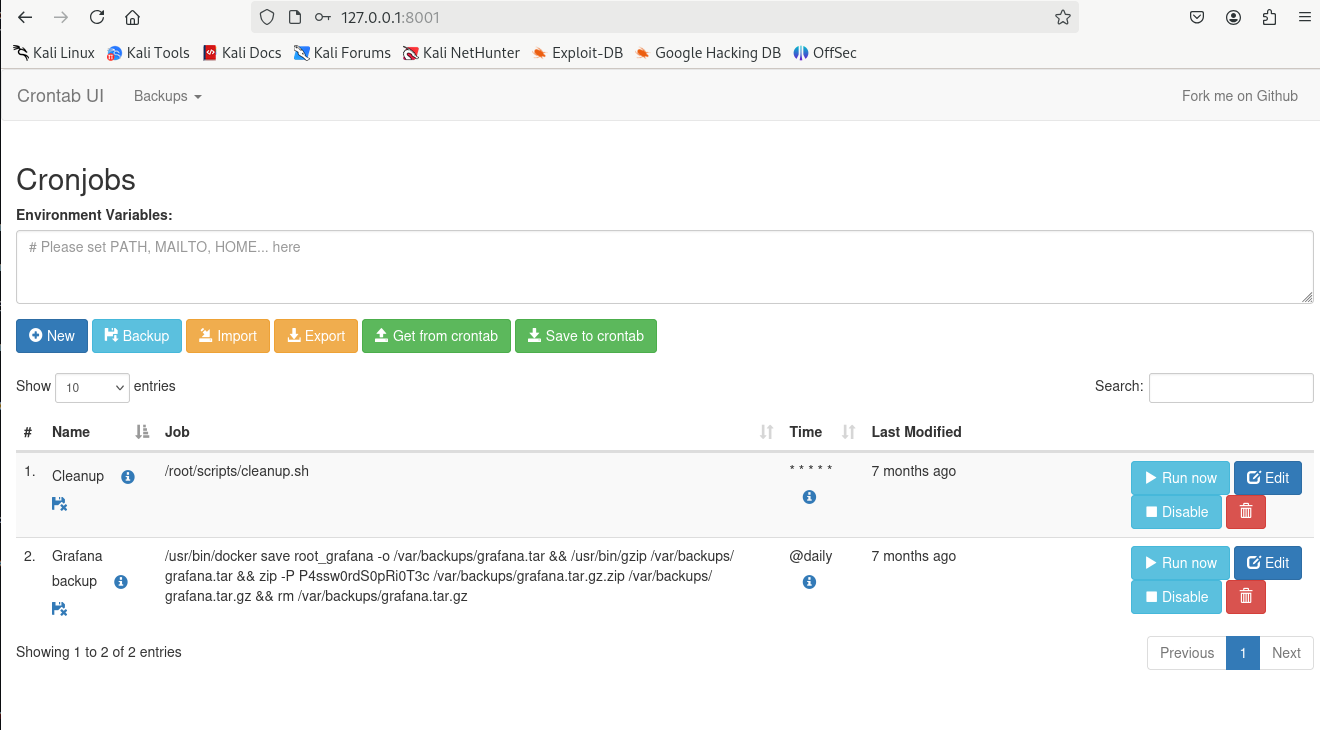 127.0.0.1:8001
Kali Linux Kali Tools Kali Docs Kali Forums Kali NetHunter Exploit-DB Google Hacking DB OffSec
Crontab UI Backups Fork me on Github
Cronjobs
Environment Variables:
# Please set PATH, MAILTO, HOME... here
New Backup Import Export Get from crontab Save to crontab
Show 10 entries Search:
# Name Job Time Last Modified
1. Cleanup /root/scripts/cleanup.sh * * * * * 7 months ago Run now Edit
Disable
2. Grafana /usr/bin/docker save root_grafana -o /var/backups/grafana.tar && /usr/bin/gzip /var/backups/ @daily 7 months ago Run now Edit
backup grafana.tar && zip -P P4ssw0rdS0pRi0T3c /var/backups/grafana.tar.gz.zip /var/backups/
grafana.tar.gz && rm /var/backups/grafana.tar.gz Disable
Showing 1 to 2 of 2 entries Previous 1 Next